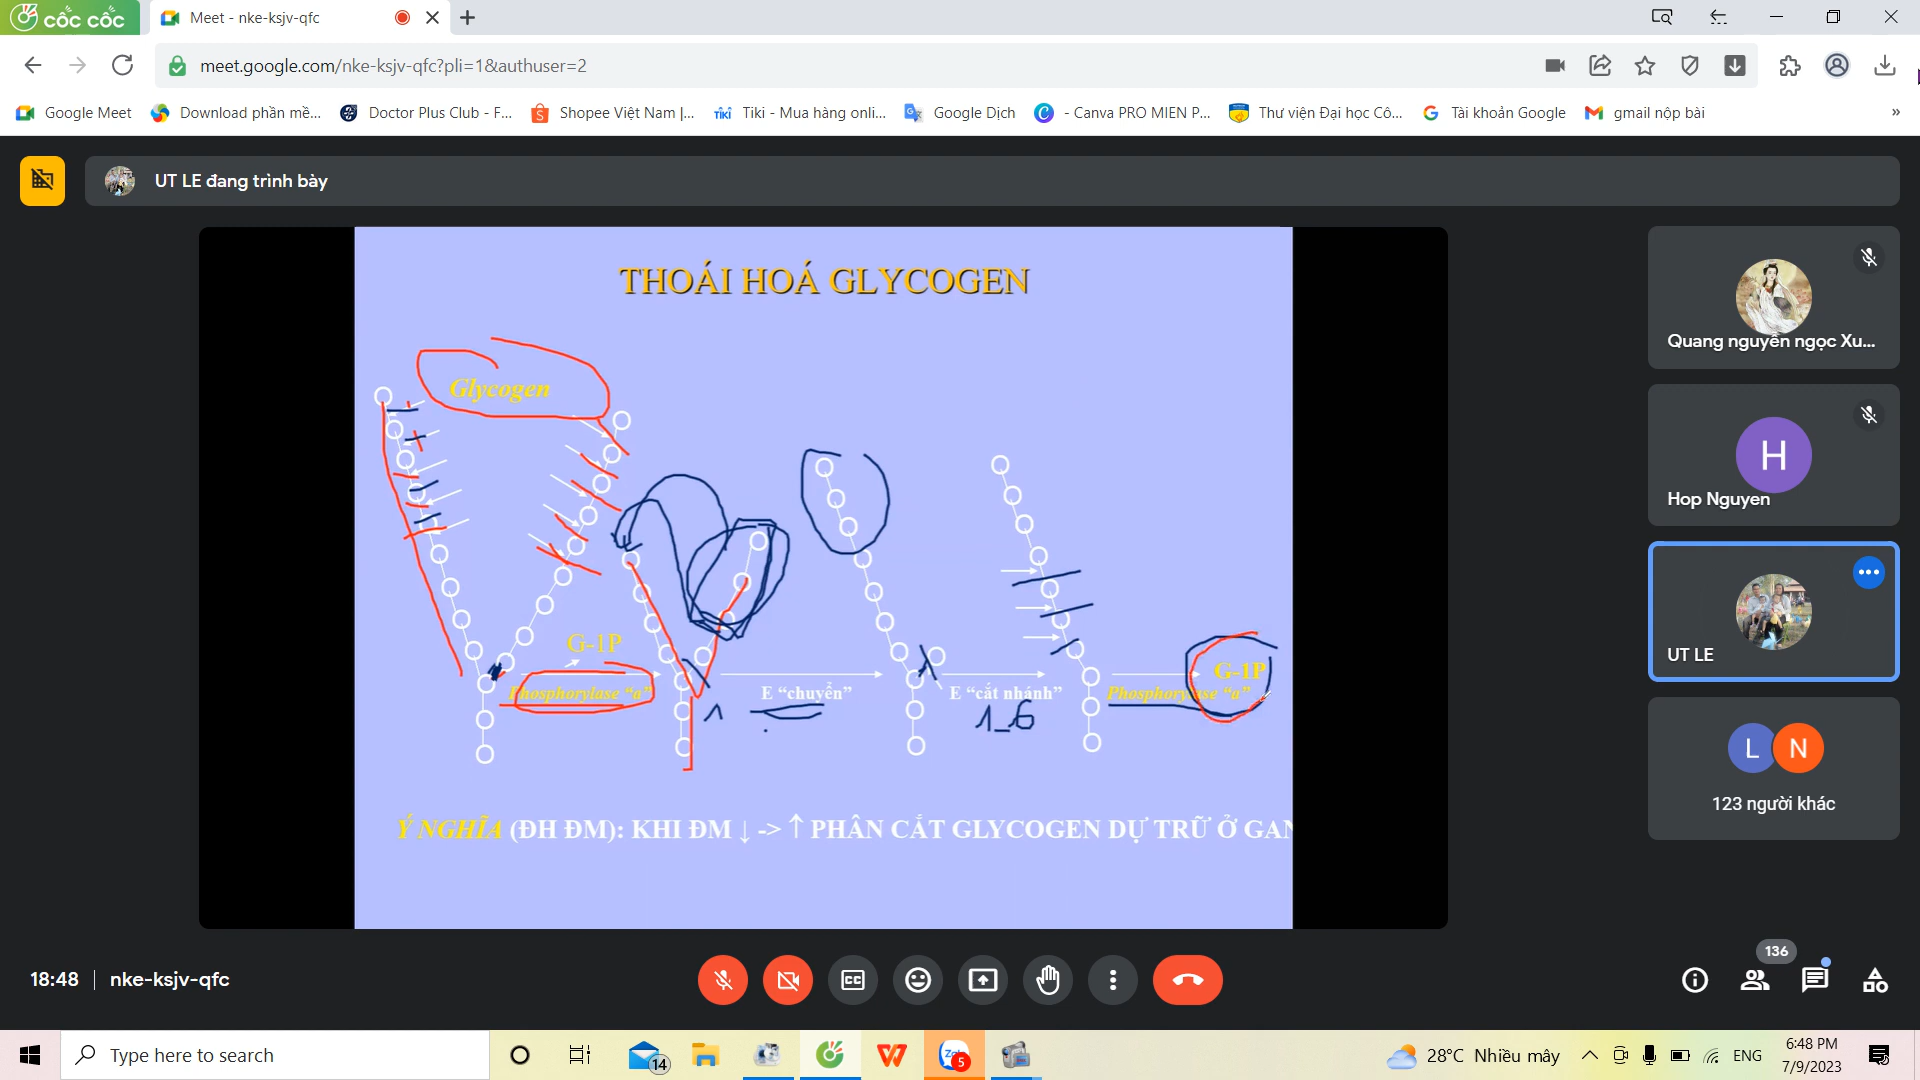 cốc cốc
Meet - nke-ksjv-qfc
meet.google.com/nke-ksjv-qfc?pli=1&authuser=2
Google Meet
Download phần mề...
Doctor Plus Club - F...
Shopee Việt Nam |...
Tiki - Mua hàng onli...
Google Dịch
- Canva PRO MIEN P...
Thư viện Đại học Cô...
Tài khoản Google
gmail nộp bài
»
UT LE đang trình bày
THOÁI HOÁ GLYCOGEN
Glycogen
G-1P
Phosphorylase “a”
E “chuyển”
E “cắt nhánh”
1_6
Phosphorylase “a”
G-1P
Ý NGHĨA (ĐH ĐM): KHI ĐM ↓ -> ↑ PHÂN CẮT GLYCOGEN DỰ TRỮ Ở GAN
Quang nguyễn ngọc Xu...
H
Hop Nguyen
UT LE
L N
123 người khác
18:48 | nke-ksjv-qfc
136
Type here to search
14
5
28°C Nhiều mây
ENG
6:48 PM
7/9/2023